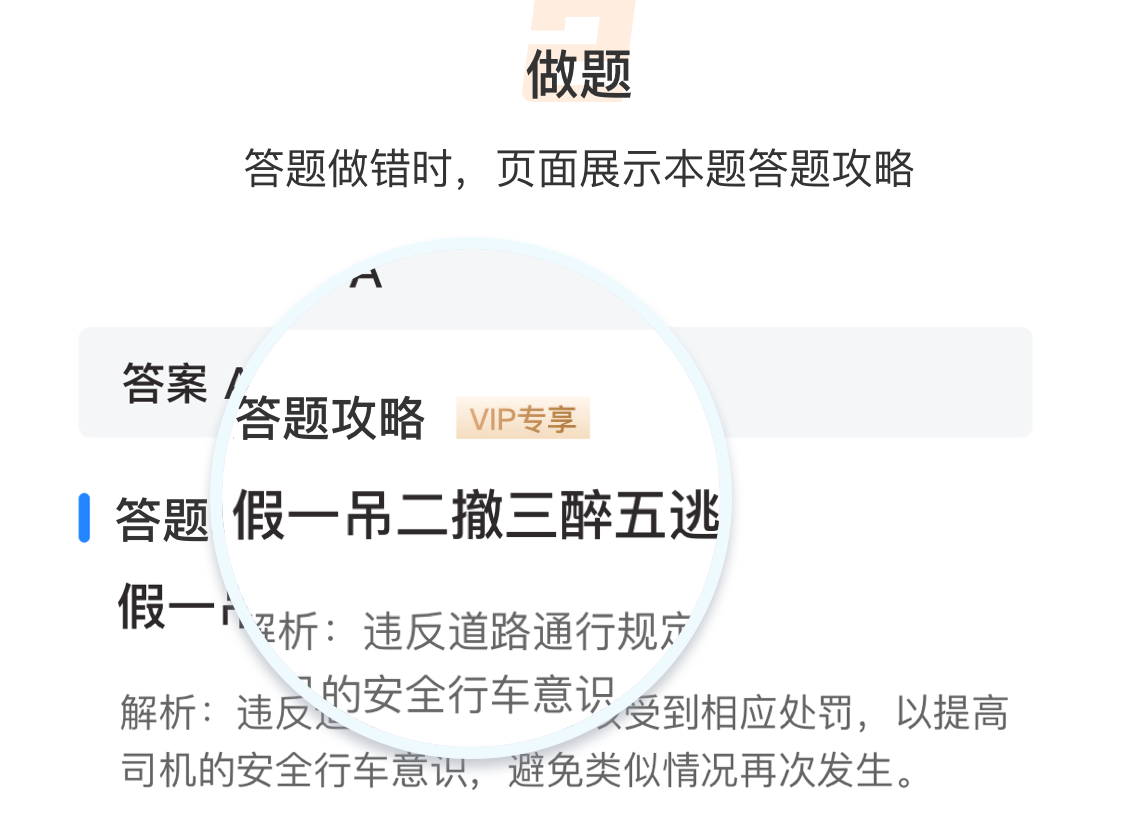 做题
答题做错时，页面展示本题答题攻略
A
答案 A
答题攻略 VIP专享
假一吊二撤三醉五逃
答题
假一吊
解析：违反道路通行规定
的安全行车意识
解析：违反道 受到相应处罚，以提高
司机的安全行车意识，避免类似情况再次发生。